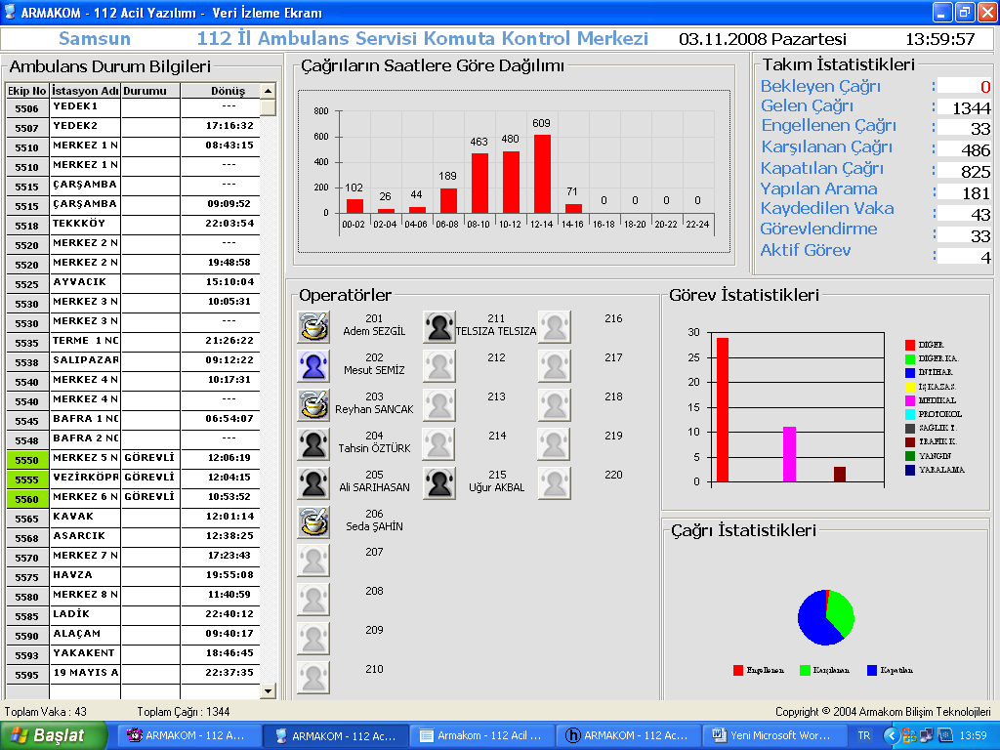 ARMAKOM - 112 Acil Yazılımı - Veri İzleme Ekranı
Samsun 112 İl Ambulans Servisi Komuta Kontrol Merkezi 03.11.2008 Pazartesi 13:59:57
Ambulans Durum Bilgileri
Ekip No İstasyon Adı Durumu Dönüş
5506 YEDEK1 ---
5507 YEDEK2 17:16:32
5510 MERKEZ 1 N 08:43:15
5510 MERKEZ 1 N ---
5515 ÇARŞAMBA ---
5515 ÇARŞAMBA 09:09:52
5518 TEKKKÖY 22:03:54
5520 MERKEZ 2 N ---
5520 MERKEZ 2 N 19:48:58
5525 AYVACIK 15:10:04
5530 MERKEZ 3 N 10:05:31
5530 MERKEZ 3 N ---
5535 TERME 1 NC 21:26:22
5538 SALIPAZAR 09:12:22
5540 MERKEZ 4 N 10:17:31
5540 MERKEZ 4 N ---
5545 BAFRA 1 NC 06:54:07
5548 BAFRA 2 NC ---
5550 MERKEZ 5 N GÖREVLİ 12:06:19
5555 VEZİRKÖPR GÖREVLİ 12:04:15
5560 MERKEZ 6 N GÖREVLİ 10:53:52
5565 KAVAK 12:01:14
5568 ASARCIK 12:38:25
5570 MERKEZ 7 N 17:23:43
5575 HAVZA 19:55:08
5580 MERKEZ 8 N 11:40:59
5585 LADİK 22:40:12
5590 ALAÇAM 09:40:17
5593 YAKAKENT 18:46:45
5595 19 MAYIS A 22:37:35
Çağrıların Saatlere Göre Dağılımı
800
600
400
200
0
102 26 44 189 463 480 609 71 0 0 0 0
00-02 02-04 04-06 06-08 08-10 10-12 12-14 14-16 16-18 18-20 20-22 22-24
Takım İstatistikleri
Bekleyen Çağrı : 0
Gelen Çağrı : 1344
Engellenen Çağrı : 33
Karşılanan Çağrı : 486
Kapatılan Çağrı : 825
Yapılan Arama : 181
Kaydedilen Vaka : 43
Görevlendirme : 33
Aktif Görev : 4
Operatörler
201 Adem SEZGİL
202 Mesut SEMİZ
203 Reyhan SANCAK
204 Tahsin ÖZTÜRK
205 Ali SARIHASAN
206 Seda ŞAHİN
207
208
209
210
211 TELSIZA TELSIZA
212
213
214
215 Uğur AKBAL
216
217
218
219
220
Görev İstatistikleri
30
25
20
15
10
5
0
DİĞER
DİĞER KA.
İNTİHAR
İŞ KAZAS.
MEDİKAL
PROTOKOL
SAĞLIK T.
TRAFİK K.
YANGIN
YARALAMA
Çağrı İstatistikleri
Engellenen Karşılanan Kapatılan
Toplam Vaka : 43 Toplam Çağrı : 1344 Copyright © 2004 Armakom Bilişim Teknolojileri
Başlat ARMAKOM - 112 A... ARMAKOM - 112 Ac... Armakom - 112 Acil ... ARMAKOM - 112 Ac... Yeni Microsoft Wor... TR 13:59